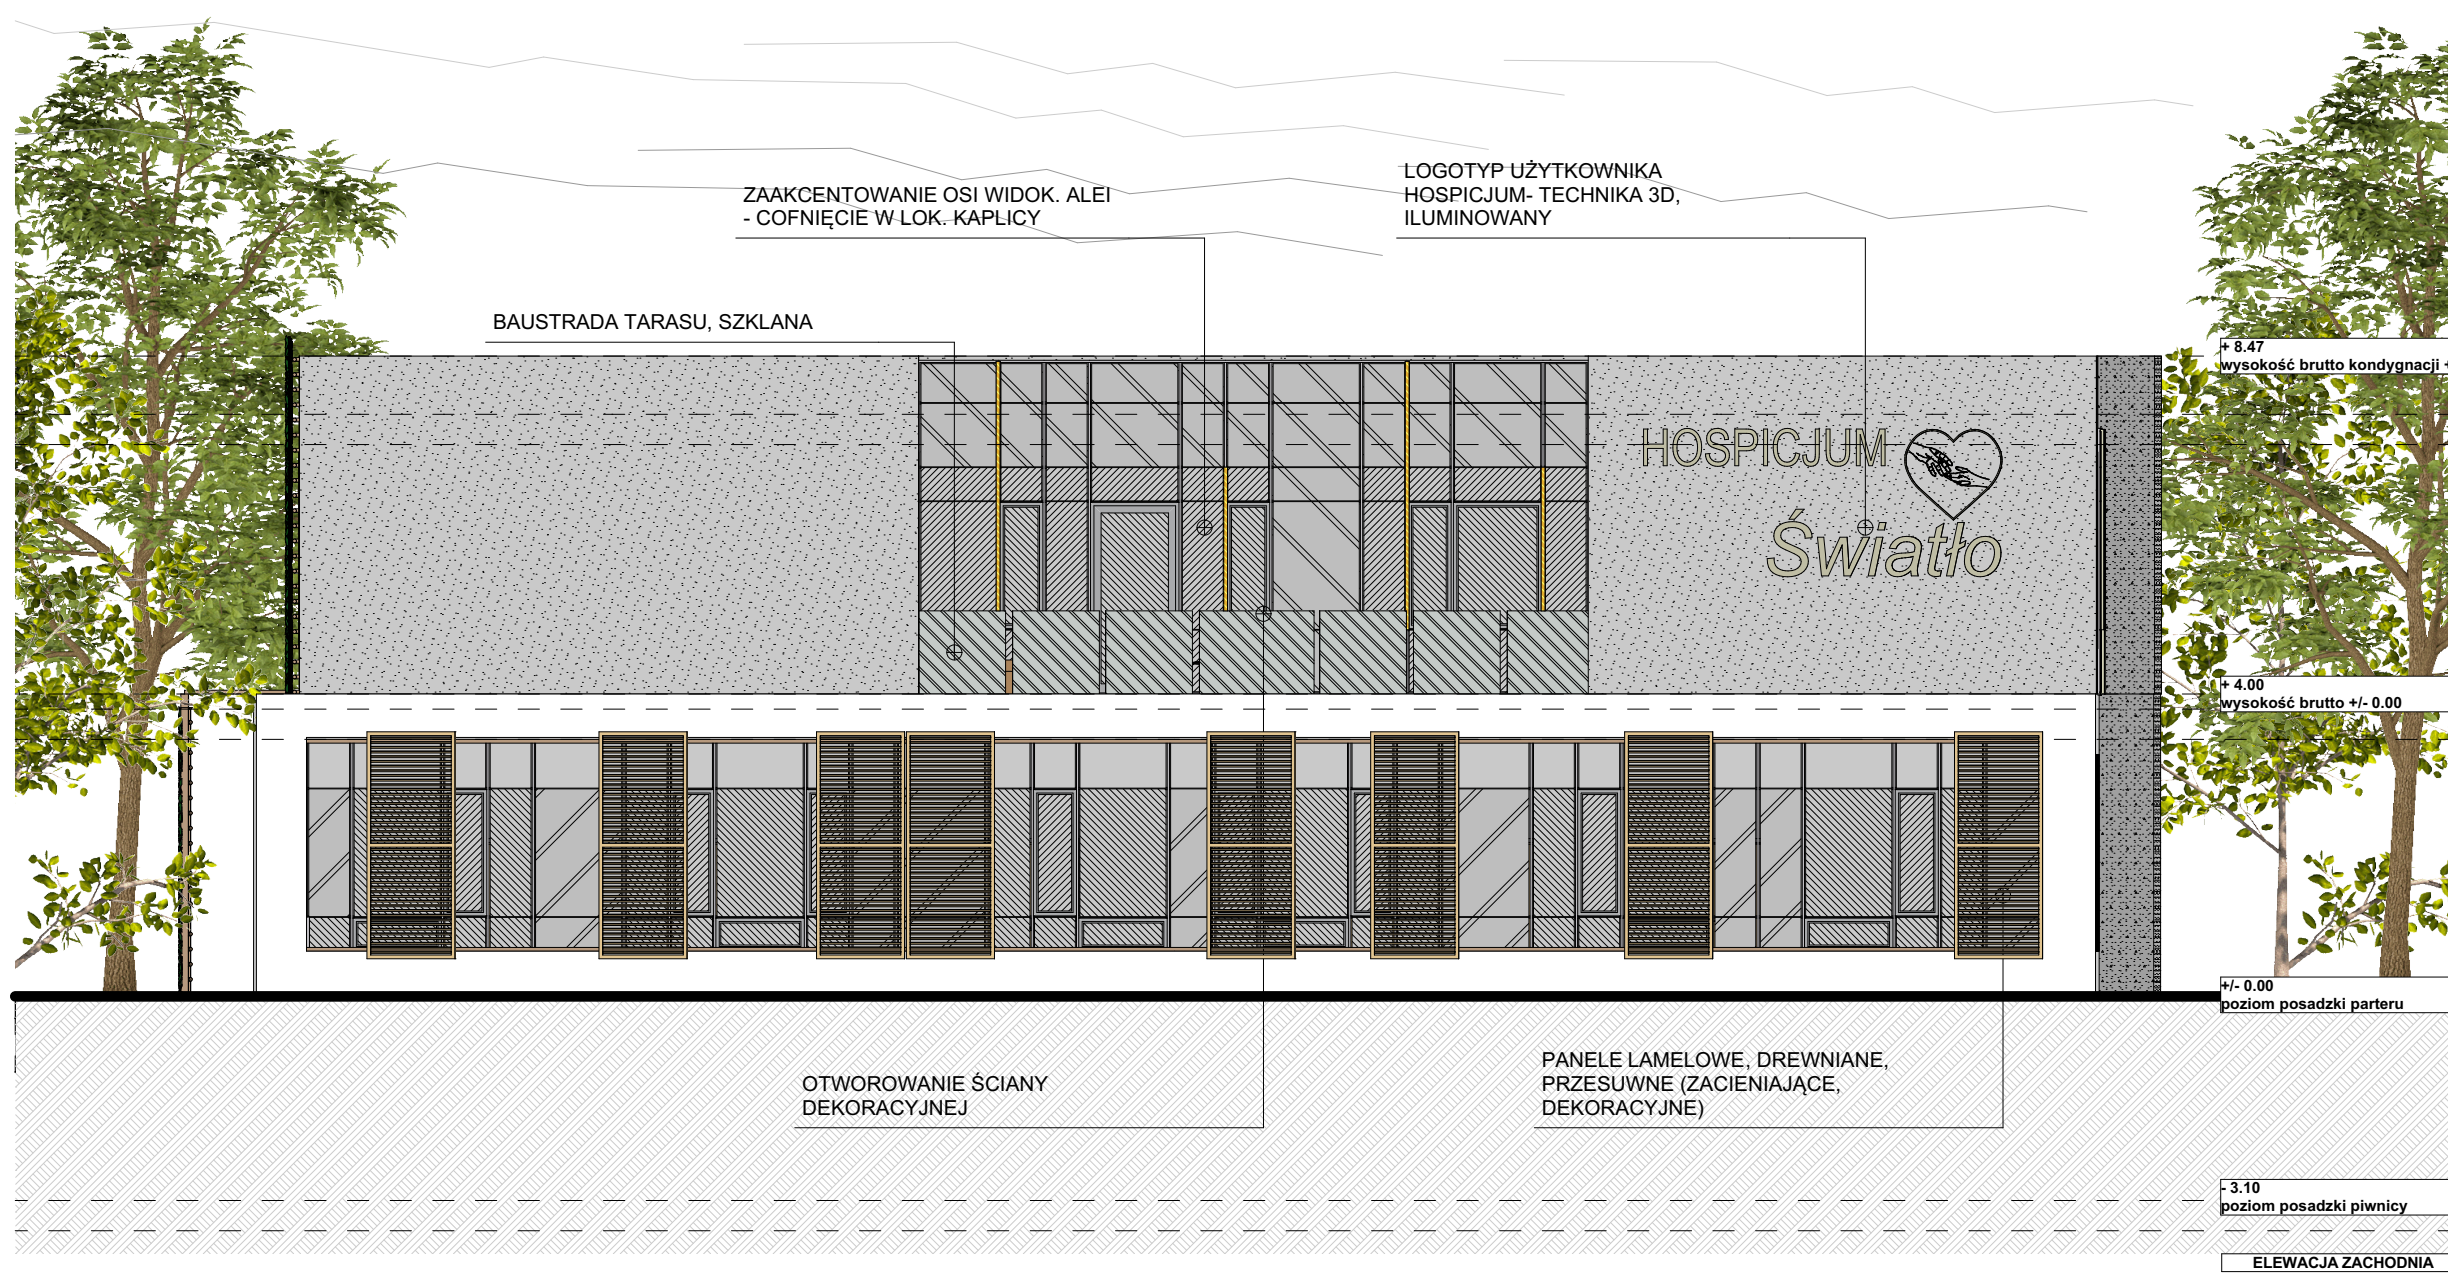 LOGOTYP UŻYTKOWNIKA
HOSPICJUM- TECHNIKA 3D,
ILUMINOWANY
ZAAKCENTOWANIE OSI WIDOK. ALEI
- COFNIĘCIE W LOK. KAPLICY
BAUSTRADA TARASU, SZKLANA
+ 8.47
wysokość brutto kondygnacji +
HOSPICJUM
Światło
+ 4.00
wysokość brutto +/- 0.00
+/- 0.00
poziom posadzki parteru
OTWOROWANIE ŚCIANY
DEKORACYJNEJ
PANELE LAMELOWE, DREWNIANE,
PRZESUWNE (ZACIENIAJĄCE,
DEKORACYJNE)
- 3.10
poziom posadzki piwnicy
ELEWACJA ZACHODNIA